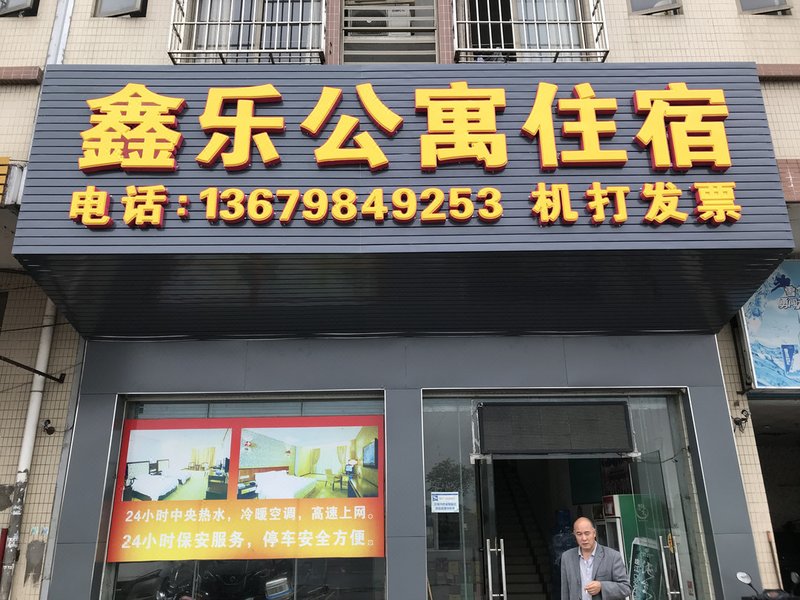 鑫乐公寓住宿
电话：13679849253 机打发票
24小时中央热水，冷暖空调，高速上网。
24小时保安服务，停车安全方便。